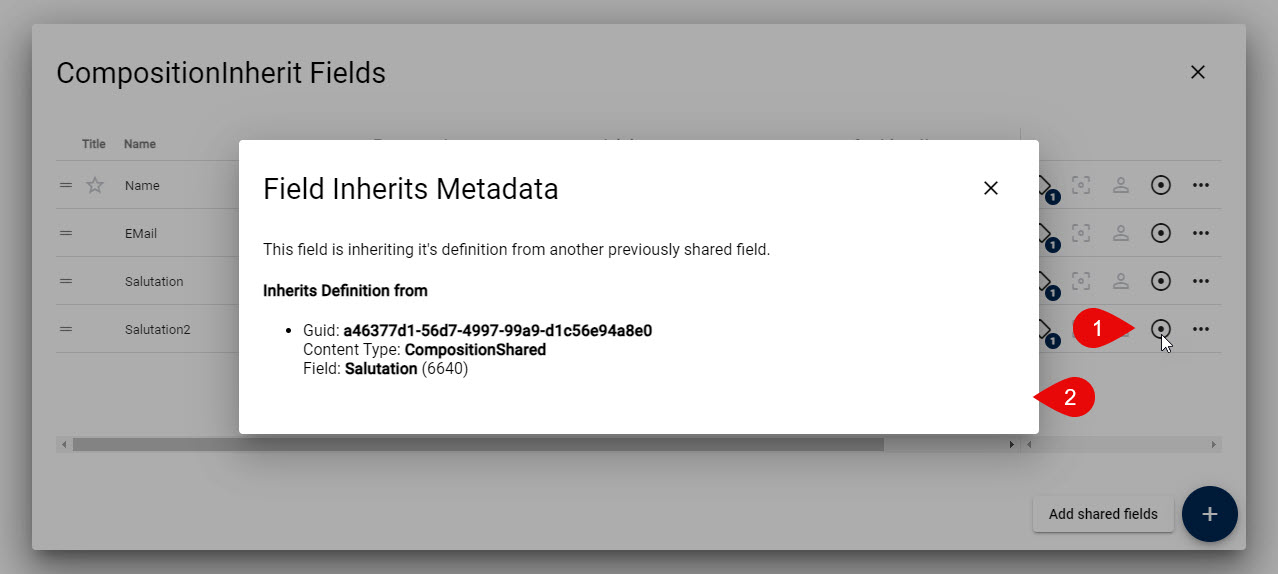 CompositionInherit Fields
Title Name
Name 1
EMail 1
Salutation 1
Salutation2 1
Field Inherits Metadata
This field is inheriting it's definition from another previously shared field.
Inherits Definition from
Guid: a46377d1-56d7-4997-99a9-d1c56e94a8e0
Content Type: CompositionShared
Field: Salutation (6640)
1
2
Add shared fields